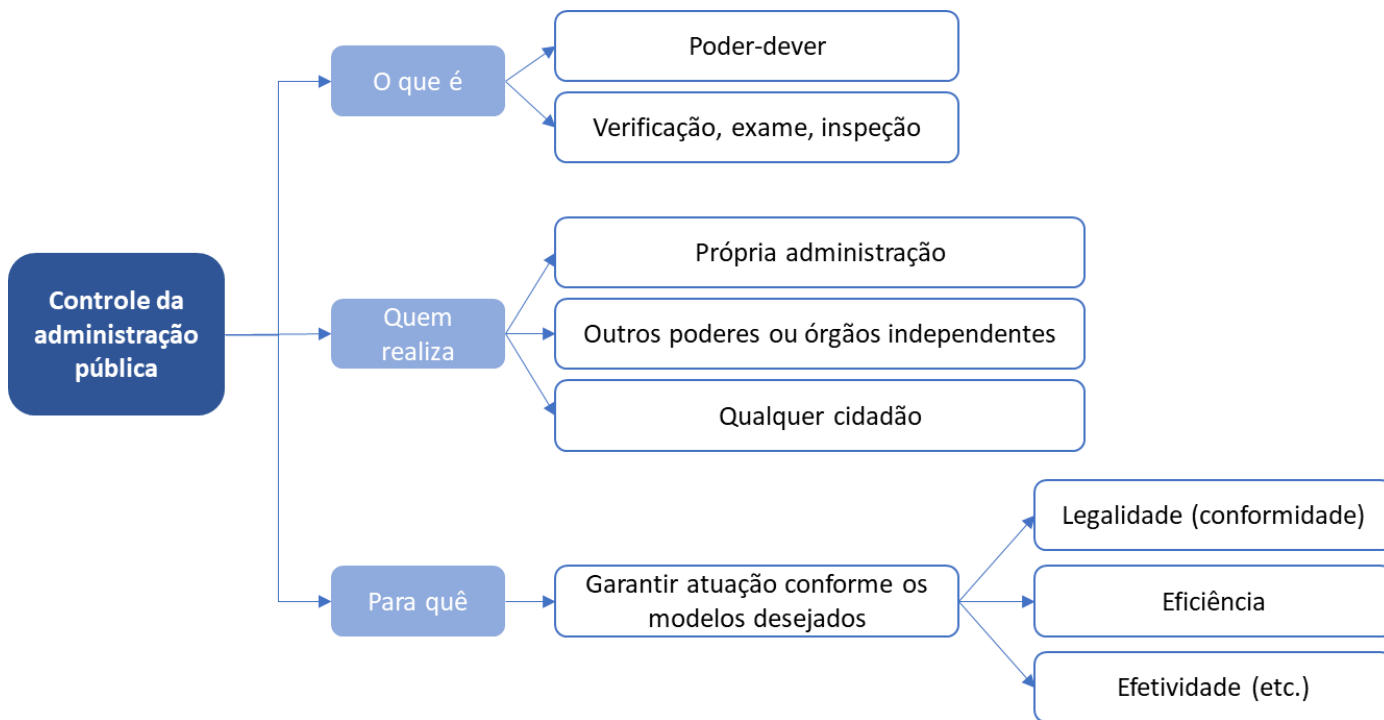 Controle da
administração
pública
O que é
Poder-dever
Verificação, exame, inspeção
Quem
realiza
Própria administração
Outros poderes ou órgãos independentes
Qualquer cidadão
Para quê
Garantir atuação conforme os
modelos desejados
Legalidade (conformidade)
Eficiência
Efetividade (etc.)